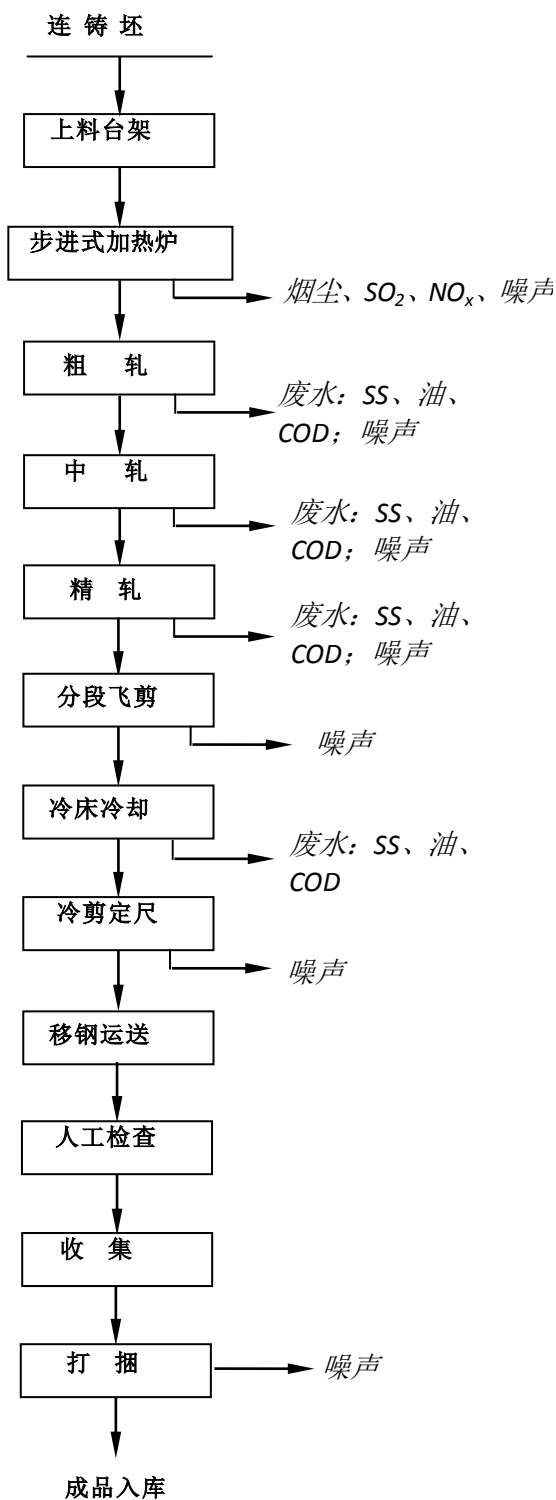 连 铸 坯
上料台架
步进式加热炉
烟尘、SO₂、NOₓ、噪声
粗 轧
废水：SS、油、
COD；噪声
中 轧
废水：SS、油、
COD；噪声
精 轧
废水：SS、油、
COD；噪声
分段飞剪
噪声
冷床冷却
废水：SS、油、
COD
冷剪定尺
噪声
移钢运送
人工检查
收 集
打 捆
噪声
成品入库